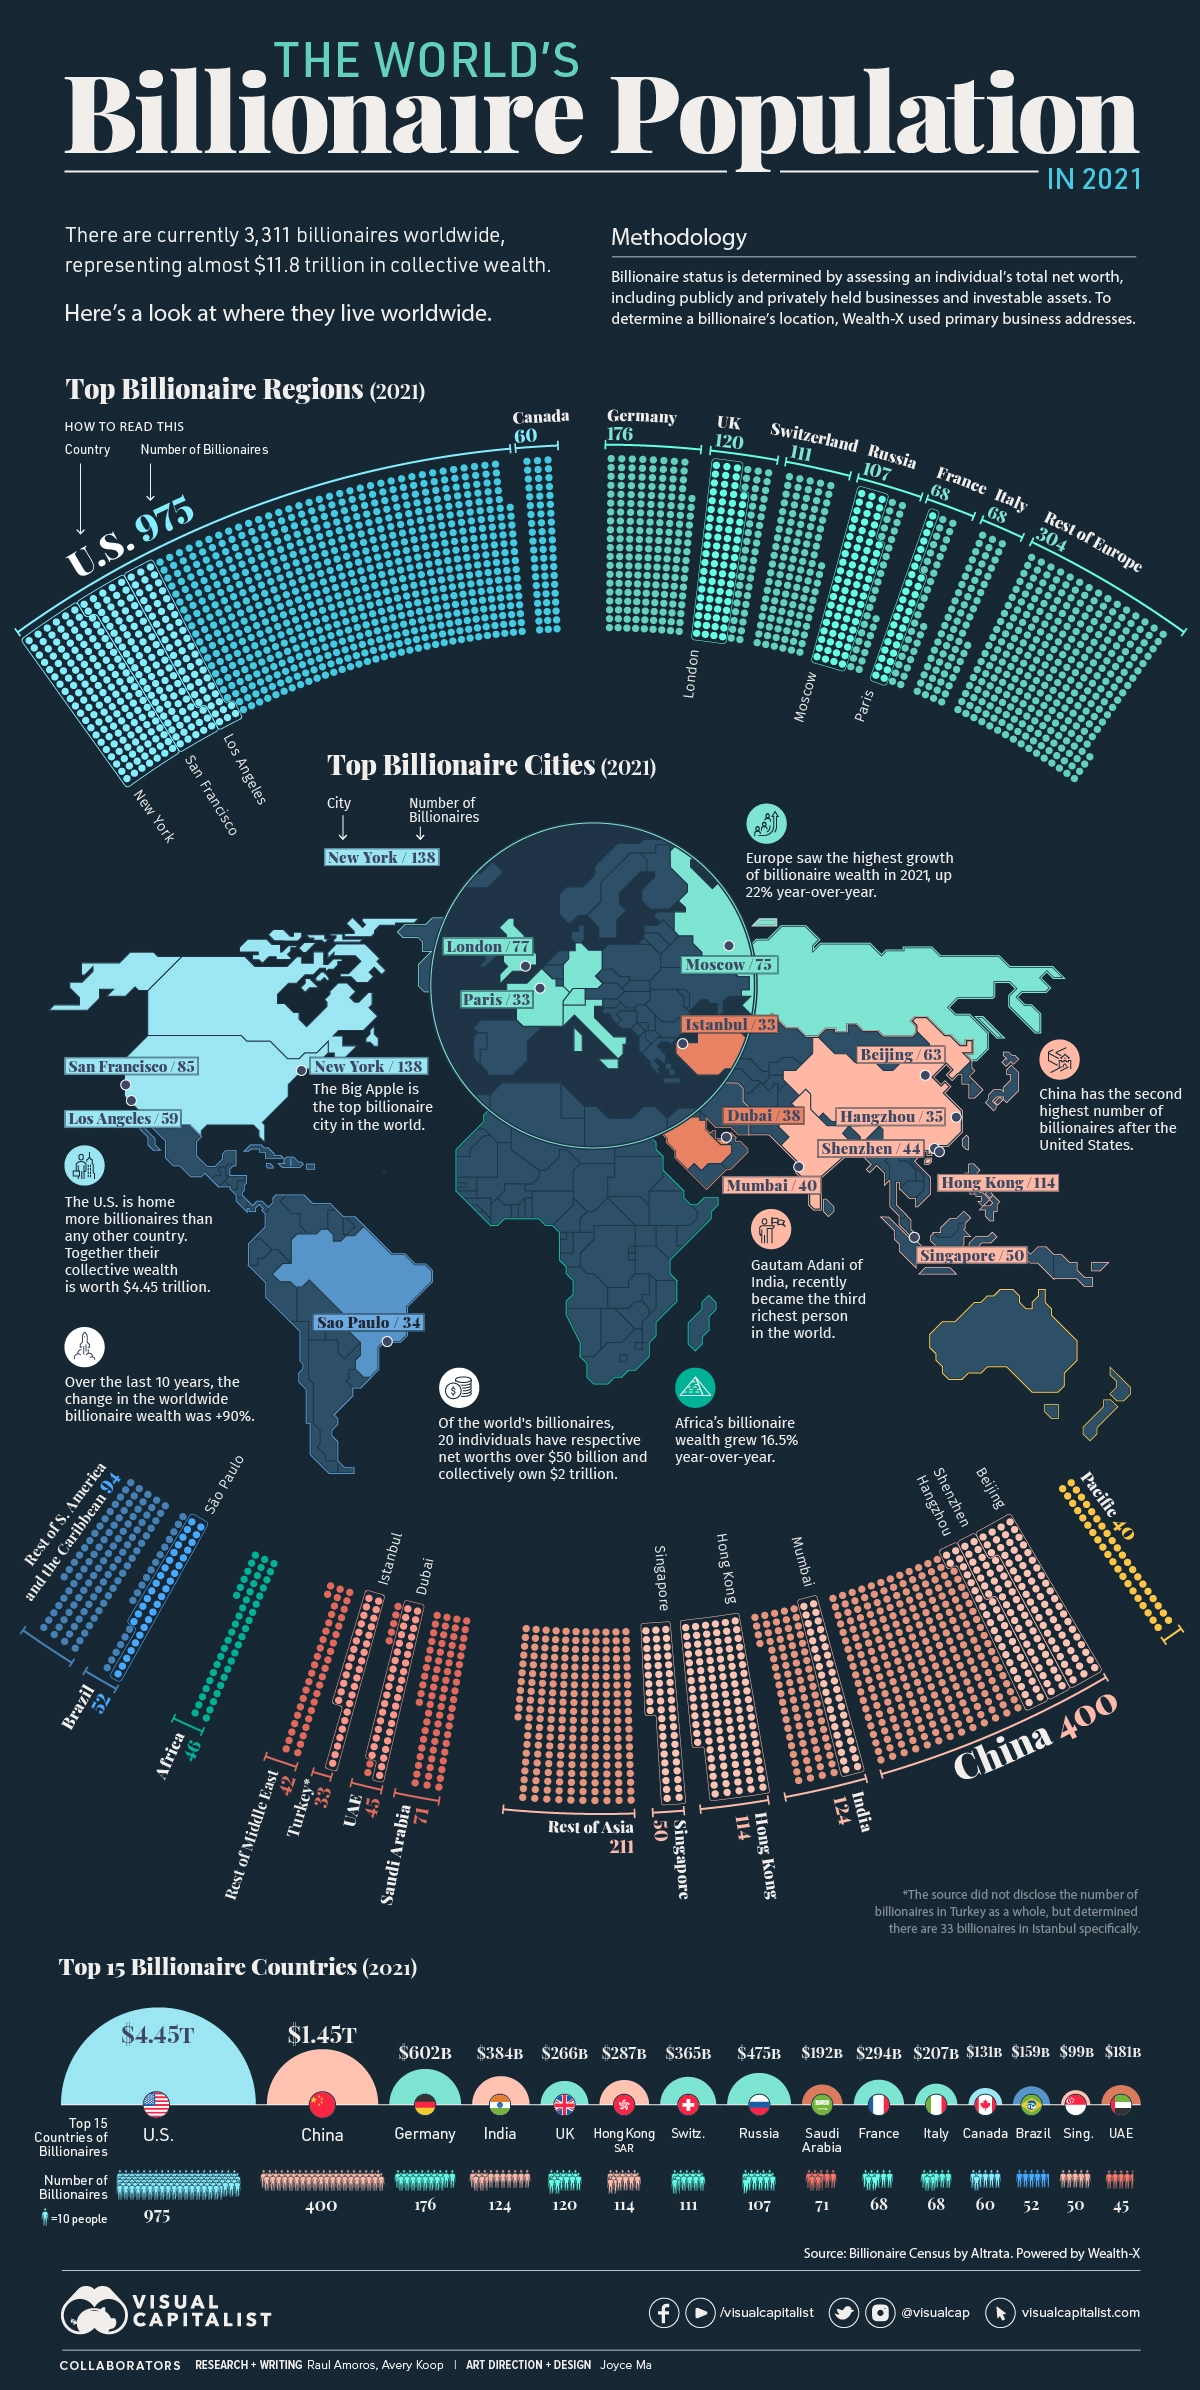 THE WORLD'S
Billionaire Population
IN 2021
There are currently 3,311 billionaires worldwide,
representing almost $11.8 trillion in collective wealth.
Here's a look at where they live worldwide.
Methodology
Billionaire status is determined by assessing an individual's total net worth,
including publicly and privately held businesses and investable assets. To
determine a billionaire's location, Wealth-X used primary business addresses.
Top Billionaire Regions (2021)
HOW TO READ THIS
Country
Number of Billionaires
U.S. 975
Canada
60
Germany
176
UK
120
Switzerland
111
Russia
107
France
68
Italy
68
Rest of Europe
304
New York
San Francisco
Los Angeles
London
Moscow
Paris
Top Billionaire Cities (2021)
City
Number of
Billionaires
New York / 138
Europe saw the highest growth
of billionaire wealth in 2021, up
22% year-over-year.
London / 77
Moscow / 75
Paris / 33
Istanbul / 33
San Francisco / 85
New York / 138
The Big Apple is
the top billionaire
city in the world.
Los Angeles / 59
Beijing / 63
Dubai / 38
Hangzhou / 35
Shenzhen / 44
Mumbai / 40
Hong Kong / 114
Singapore / 50
China has the second
highest number of
billionaires after the
United States.
The U.S. is home
more billionaires than
any other country.
Together their
collective wealth
is worth $4.45 trillion.
Gautam Adani of
India, recently
became the third
richest person
in the world.
Sao Paulo / 34
Over the last 10 years, the
change in the worldwide
billionaire wealth was +90%.
Of the world's billionaires,
20 individuals have respective
net worths over $50 billion and
collectively own $2 trillion.
Africa's billionaire
wealth grew 16.5%
year-over-year.
Rest of S. America
and the Caribbean 94
São Paulo
Brazil
52
Africa
46
Rest of Middle East
42
Istanbul
Turkey*
33
Dubai
UAE
45
Saudi Arabia
71
Rest of Asia
211
Singapore
Singapore
50
Hong Kong
Hong Kong
114
Mumbai
India
124
Hangzhou
Shenzhen
Beijing
China 400
Pacific 40
*The source did not disclose the number of
billionaires in Turkey as a whole, but determined
there are 33 billionaires in Istanbul specifically.
Top 15 Billionaire Countries (2021)
$4.45T
$1.45T
$602B
$384B
$266B
$287B
$365B
$475B
$192B
$294B
$207B
$131B
$159B
$99B
$181B
Top 15
Countries of
Billionaires
U.S.
China
Germany
India
UK
Hong Kong
SAR
Switz.
Russia
Saudi
Arabia
France
Italy
Canada
Brazil
Sing.
UAE
Number of
Billionaires
=10 people
975
400
176
124
120
114
111
107
71
68
68
60
52
50
45
Source: Billionaire Census by Altrata. Powered by Wealth-X
VISUAL
CAPITALIST
/visualcapitalist
@visualcap
visualcapitalist.com
COLLABORATORS RESEARCH + WRITING Raul Amoros, Avery Koop | ART DIRECTION + DESIGN Joyce Ma